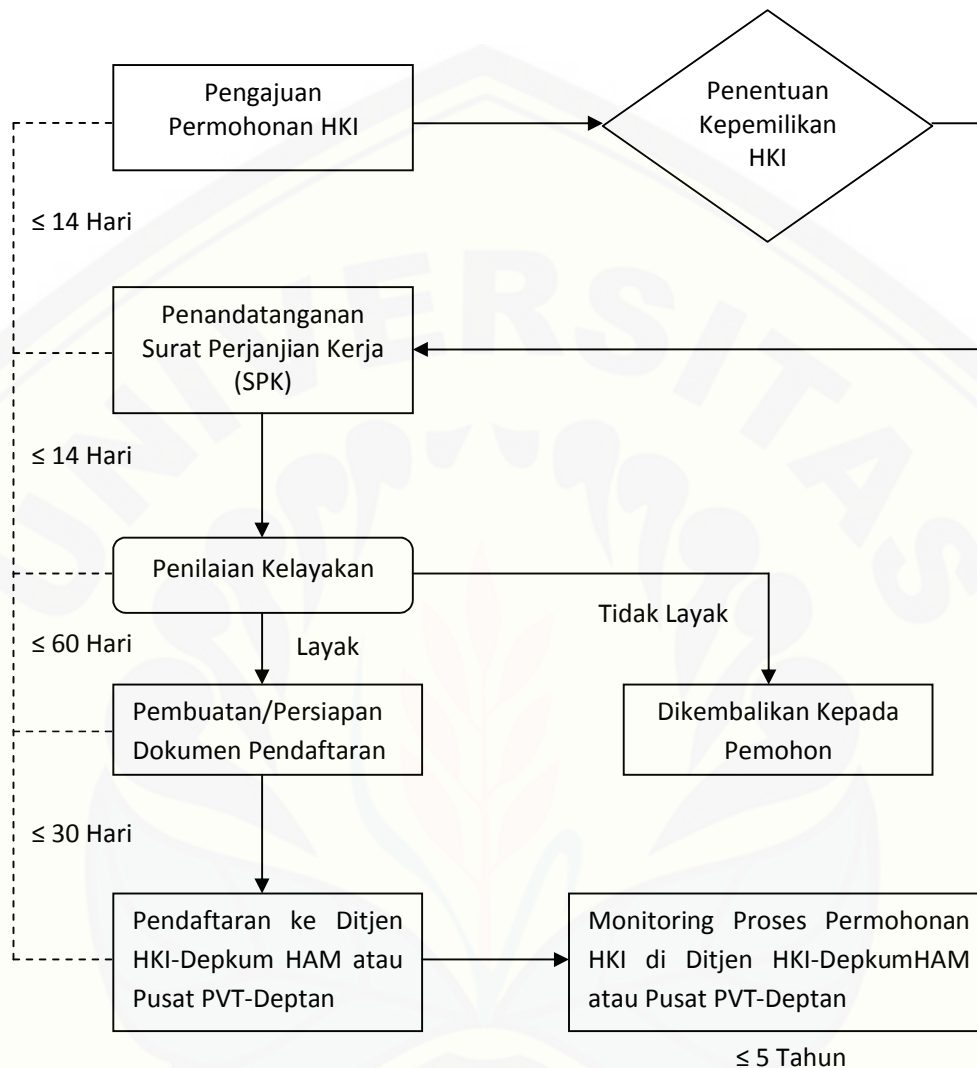 Pengajuan
Permohonan HKI
Penentuan
Kepemilikan
HKI
≤ 14 Hari
Penandatanganan
Surat Perjanjian Kerja
(SPK)
≤ 14 Hari
Penilaian Kelayakan
Tidak Layak
≤ 60 Hari
Layak
Pembuatan/Persiapan
Dokumen Pendaftaran
Dikembalikan Kepada
Pemohon
≤ 30 Hari
Pendaftaran ke Ditjen
HKI-Depkum HAM atau
Pusat PVT-Deptan
Monitoring Proses Permohonan
HKI di Ditjen HKI-DepkumHAM
atau Pusat PVT-Deptan
≤ 5 Tahun
UNIVERSITAS